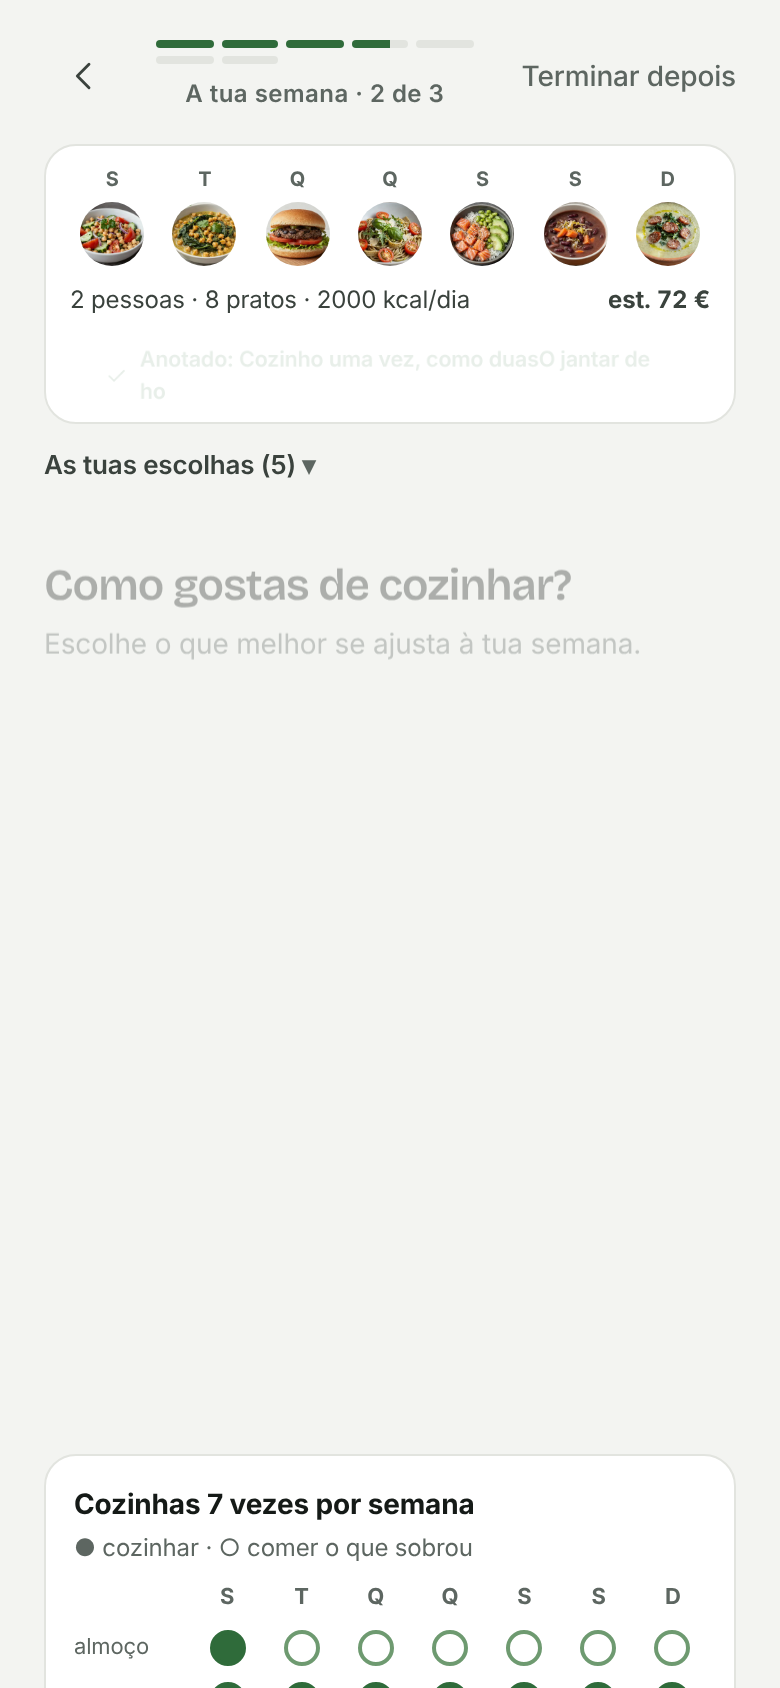 A tua semana · 2 de 3
Terminar depois
S T Q Q S S D
2 pessoas · 8 pratos · 2000 kcal/dia
est. 72 €
Anotado: Cozinho uma vez, como duasO jantar de
ho
As tuas escolhas (5) ▾
Como gostas de cozinhar?
Escolhe o que melhor se ajusta à tua semana.
Cozinhas 7 vezes por semana
● cozinhar · ○ comer o que sobrou
S T Q Q S S D
almoço